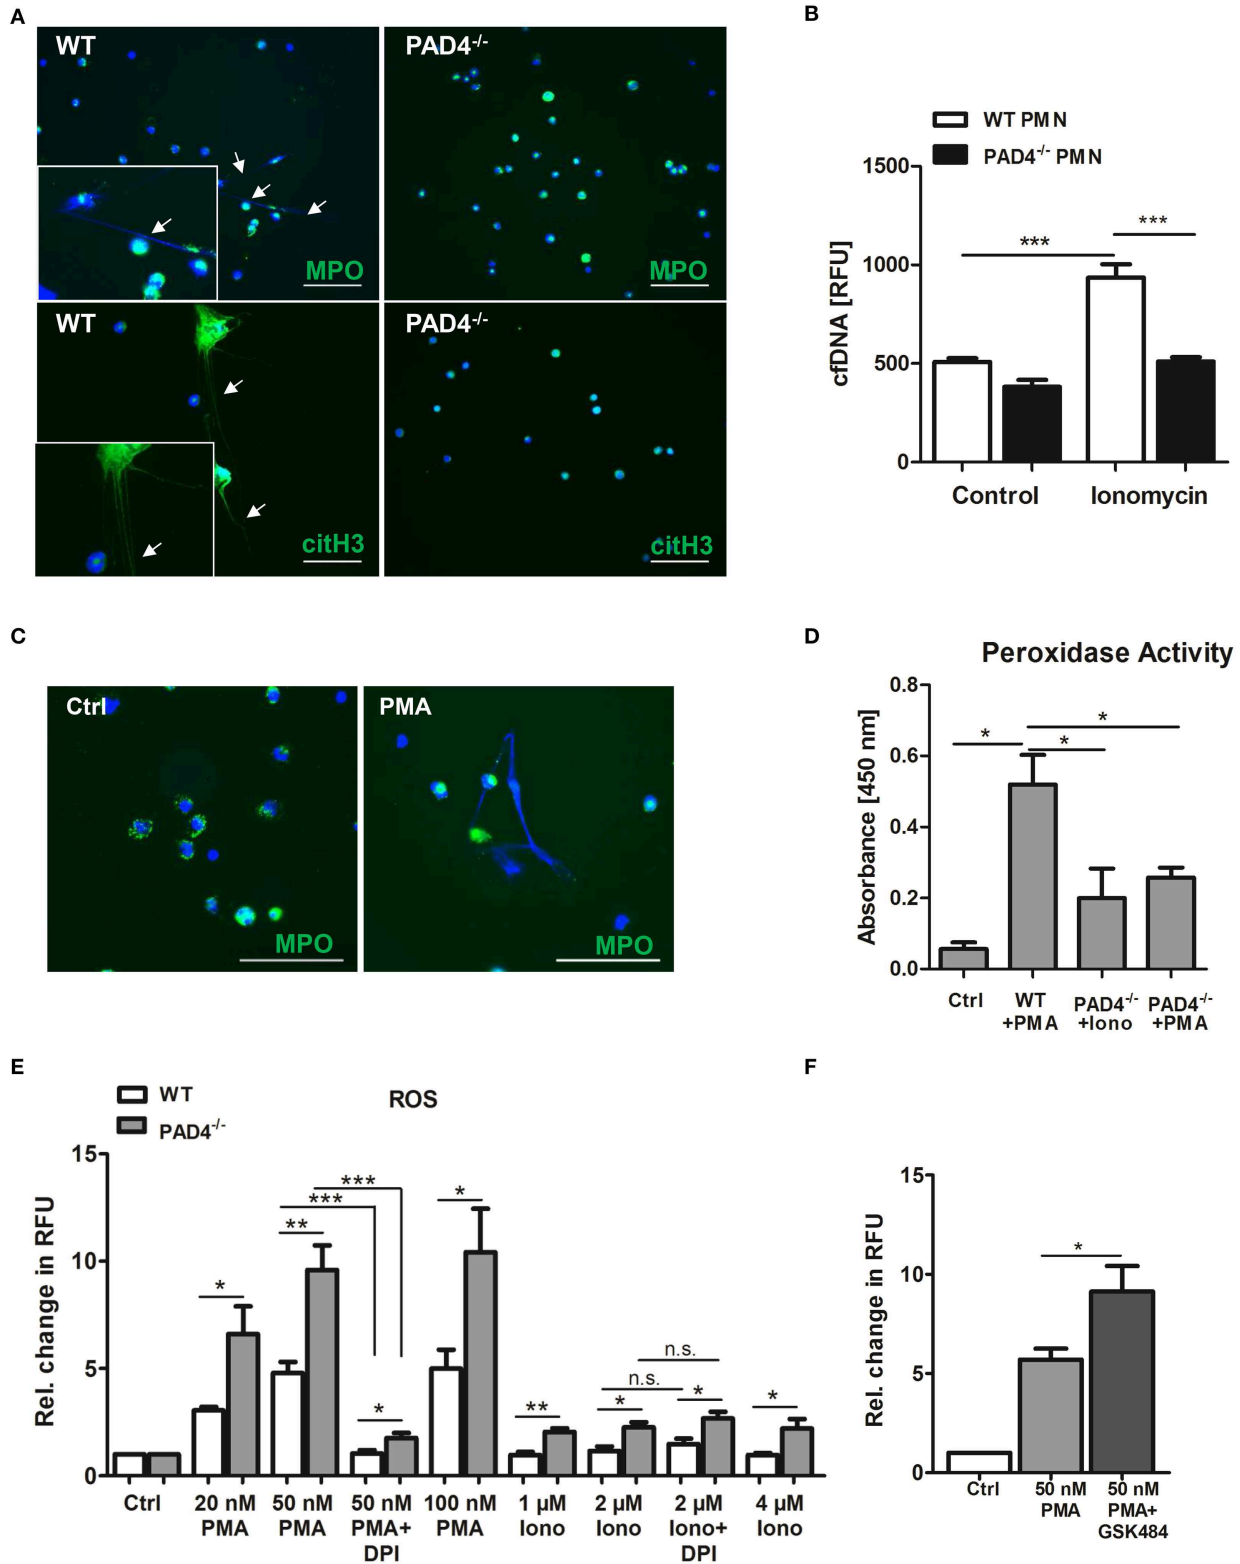 A
WT
PAD4-/-
MPO
MPO
WT
PAD4-/-
citH3
citH3
B
WT PMN
PAD4-/- PMN
1500
1000
500
0
cfDNA [RFU]
***
***
Control
Ionomycin
C
Ctrl
PMA
MPO
MPO
D
Peroxidase Activity
0.8
0.6
0.4
0.2
0.0
Absorbance [450 nm]
*
*
*
Ctrl
WT
+PMA
PAD4-/-
+Iono
PAD4-/-
+PMA
E
WT
PAD4-/-
ROS
15
10
5
0
Rel. change in RFU
*
**
***
***
*
*
**
*
n.s.
n.s.
*
*
Ctrl
20 nM
PMA
50 nM
PMA
50 nM
PMA+
DPI
100 nM
PMA
1 µM
Iono
2 µM
Iono
2 µM
Iono+
DPI
4 µM
Iono
F
15
10
5
0
Rel. change in RFU
*
Ctrl
50 nM
PMA
50 nM
PMA+
GSK484